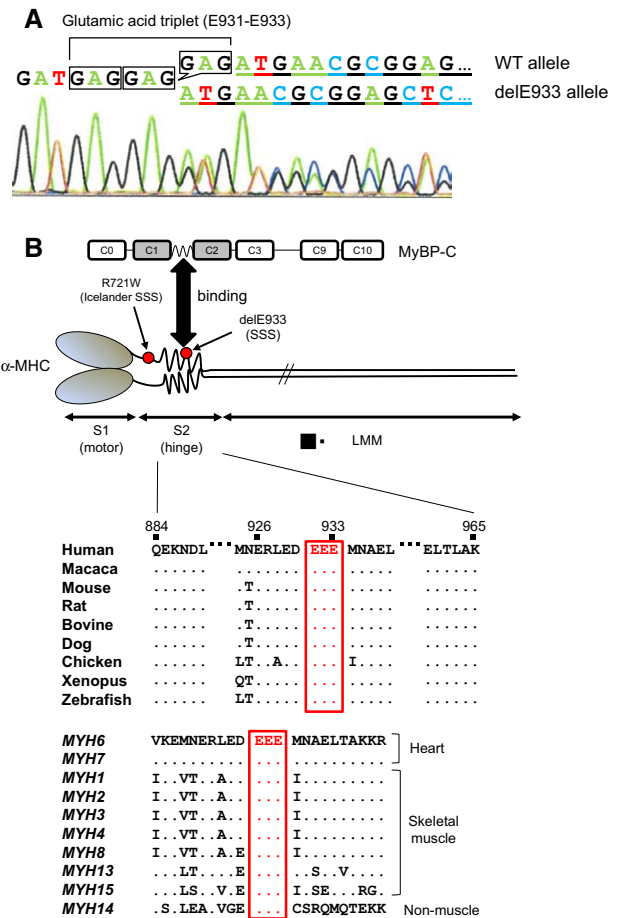 A
Glutamic acid triplet (E931-E933)
GAG ATGAACGCGGAG... WT allele
GATGAGGAG
ATGAACGCGGAGCTC... delE933 allele
B
C0 C1 C2 C3 C9 C10 MyBP-C
R721W
(Icelander SSS)
binding
delE933
(SSS)
α-MHC
S1
(motor)
S2
(hinge)
LMM
884 926 933 965
Human QEKNDL ▪▪▪ MNERLED EEE MNAEL ▪▪▪ ELTLAK
Macaca ...... ....... ... ..... ......
Mouse ...... .T..... ... ..... ......
Rat ...... .T..... ... ..... ......
Bovine ...... .T..... ... ..... ......
Dog ...... .T..... ... ..... ......
Chicken ...... LT..A.. ... I.... ......
Xenopus ...... QT..... ... ..... ......
Zebrafish ...... LT..... ... ..... ......
MYH6 VKEMNERLED EEE MNAELTAKKR
Heart
MYH7 .......... ... ..........
MYH1 I..VT..A.. ... I.........
MYH2 I..VT..A.. ... I.........
MYH3 I..VT..A.. ... I.........
MYH4 I..VT..A.. ... I.........
Skeletal
muscle
MYH8 I..VT..A.E ... I.........
MYH13 ...LT....E ... ..S..V....
MYH15 ...LS..V.E ... I.SE...RG.
MYH14 .S.LEA.VGE ... CSRQMQTEKK Non-muscle